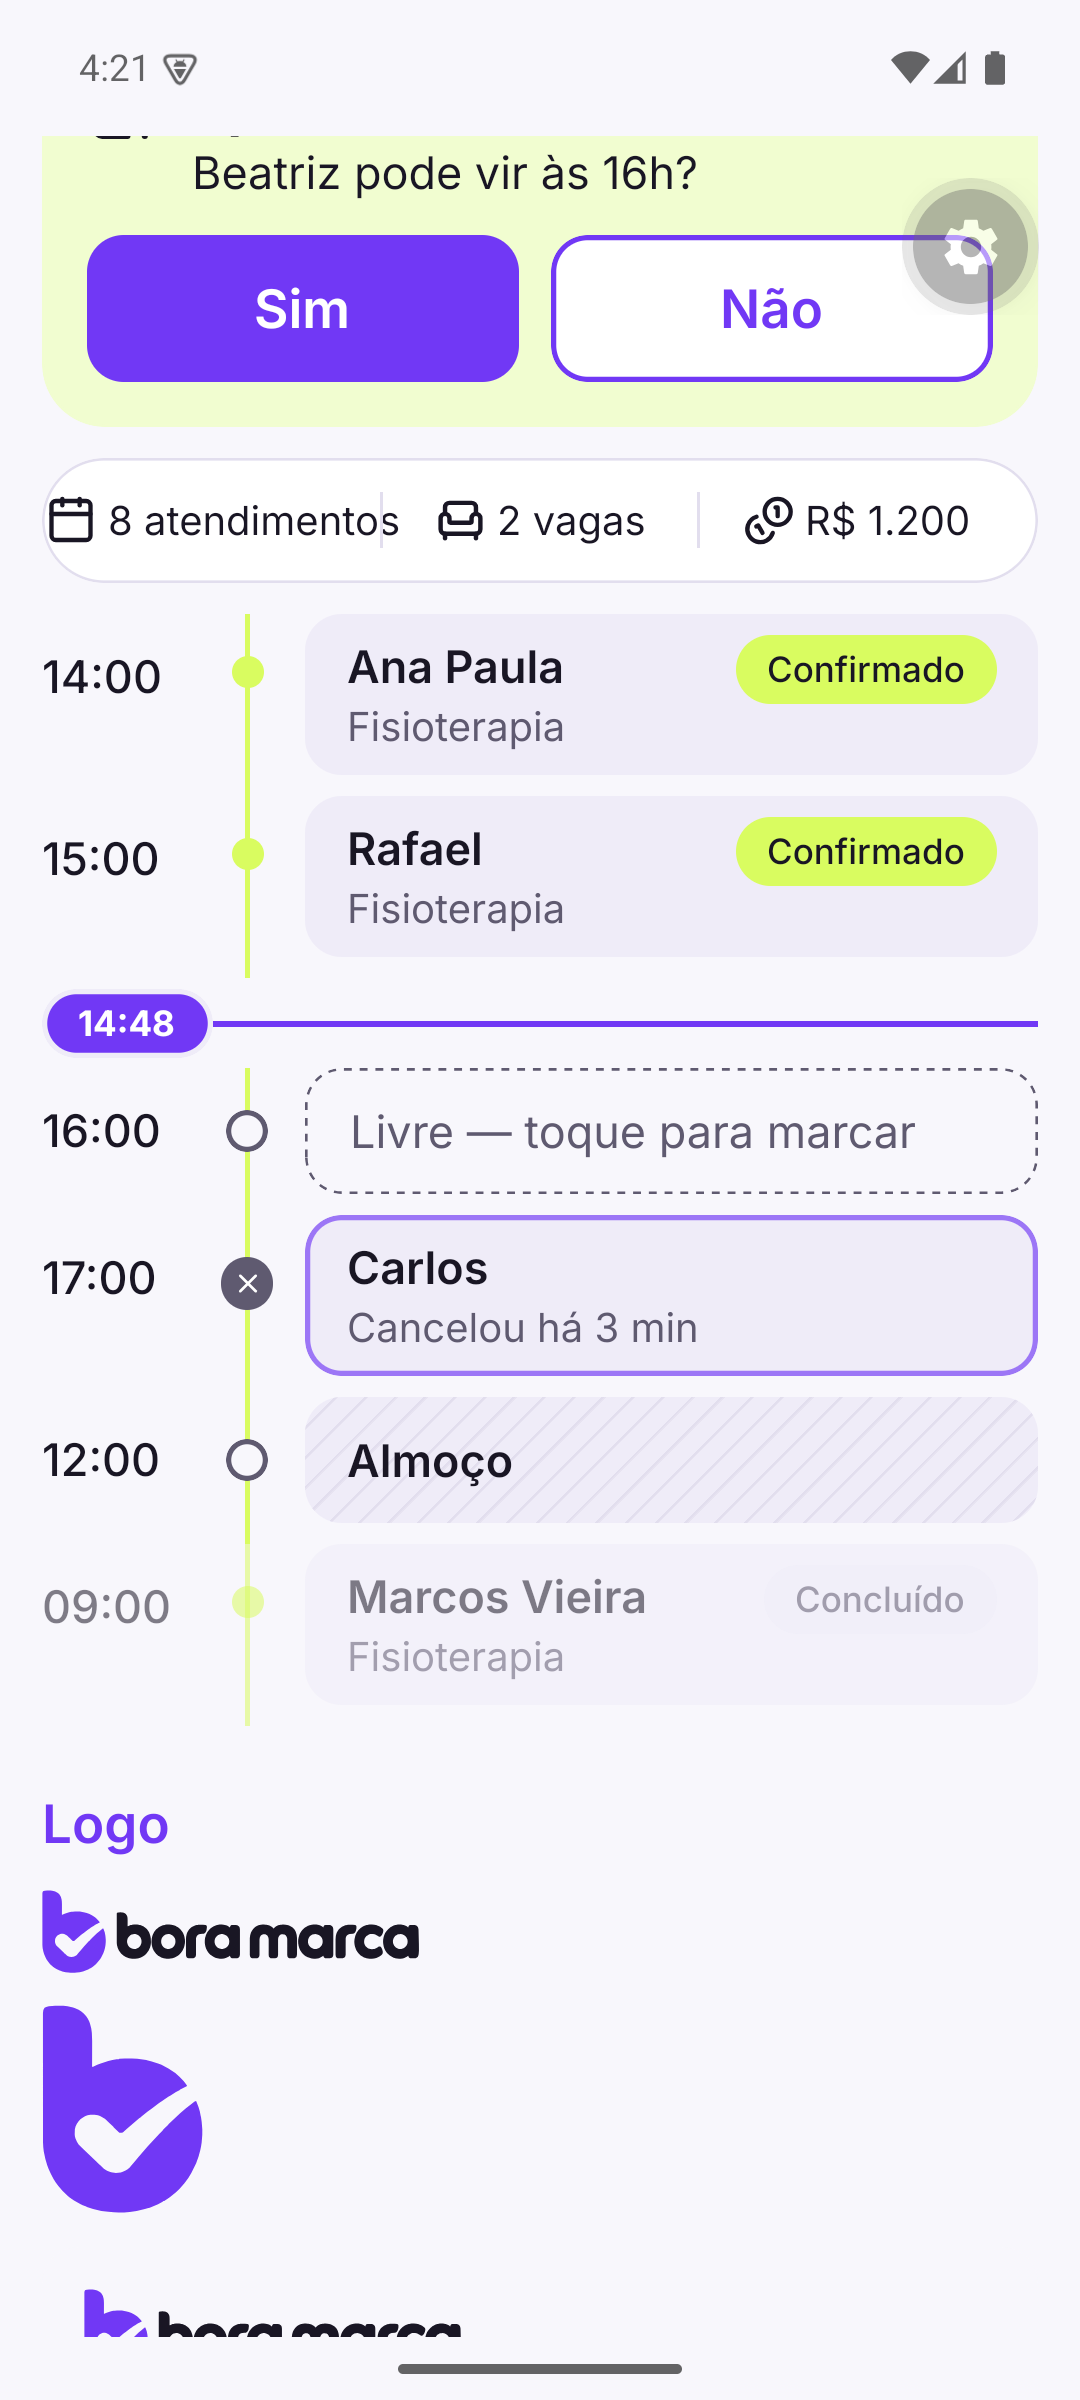 4:21
Beatriz pode vir às 16h?
Sim
Não
8 atendimentos
2 vagas
R$ 1.200
14:00
Ana Paula
Confirmado
Fisioterapia
15:00
Rafael
Confirmado
Fisioterapia
14:48
16:00
Livre — toque para marcar
17:00
Carlos
Cancelou há 3 min
12:00
Almoço
09:00
Marcos Vieira
Concluído
Fisioterapia
Logo
bora marca
bora marca